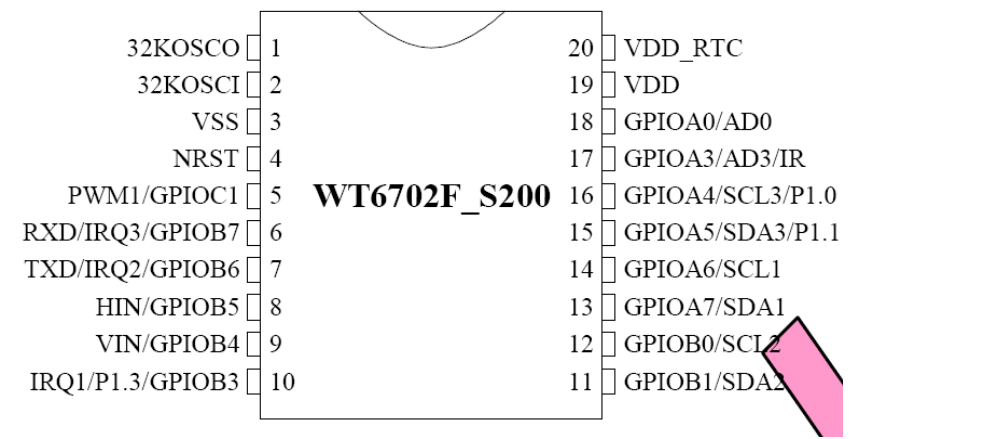 32KOSCO 1 20 VDD_RTC
32KOSCI 2 19 VDD
VSS 3 18 GPIOA0/AD0
NRST 4 17 GPIOA3/AD3/IR
PWM1/GPIOC1 5 WT6702F_S200 16 GPIOA4/SCL3/P1.0
RXD/IRQ3/GPIOB7 6 15 GPIOA5/SDA3/P1.1
TXD/IRQ2/GPIOB6 7 14 GPIOA6/SCL1
HIN/GPIOB5 8 13 GPIOA7/SDA1
VIN/GPIOB4 9 12 GPIOB0/SCL2
IRQ1/P1.3/GPIOB3 10 11 GPIOB1/SDA2